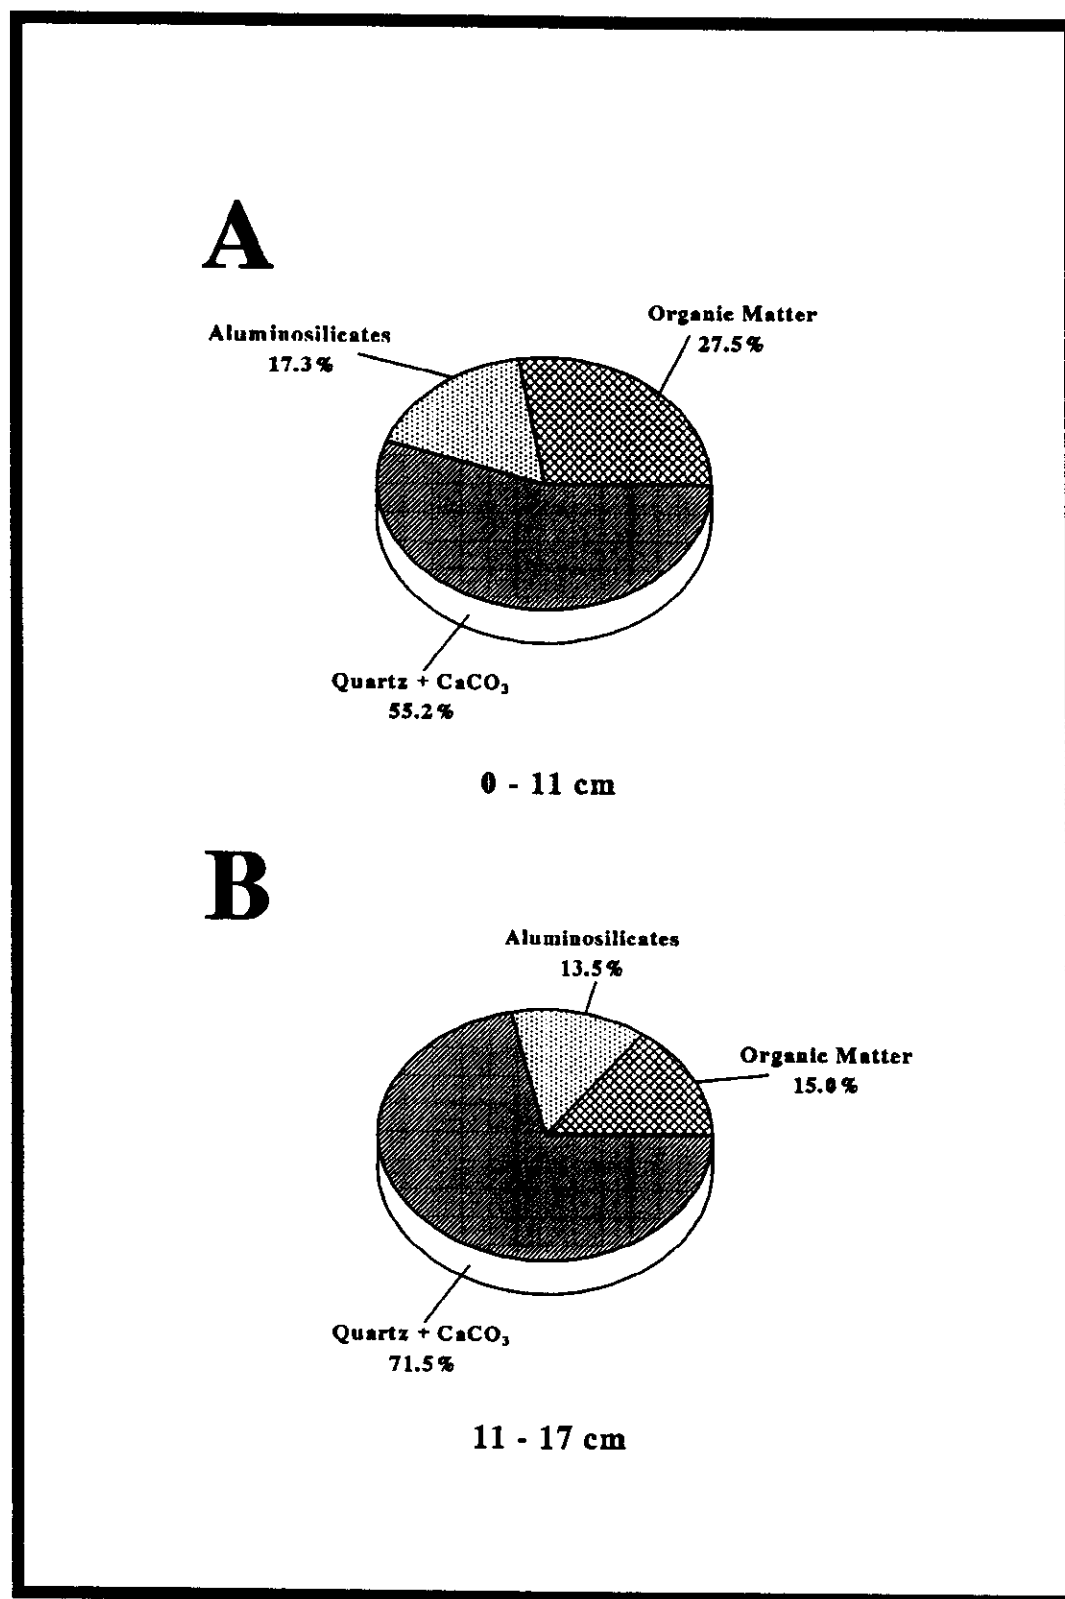 A
Organic Matter
27.5%
Aluminosilicates
17.3%
Quartz + CaCO₃
55.2%
0 - 11 cm
B
Aluminosilicates
13.5%
Organic Matter
15.0%
Quartz + CaCO₃
71.5%
11 - 17 cm